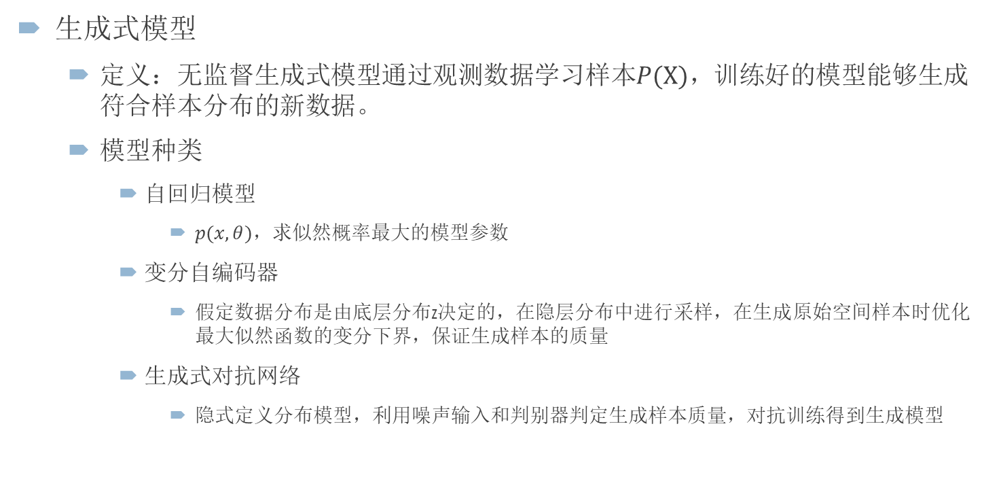 生成式模型
定义：无监督生成式模型通过观测数据学习样本P(X)，训练好的模型能够生成
符合样本分布的新数据。
模型种类
自回归模型
p(x,θ)，求似然概率最大的模型参数
变分自编码器
假定数据分布是由底层分布z决定的，在隐层分布中进行采样，在生成原始空间样本时优化
最大似然函数的变分下界，保证生成样本的质量
生成式对抗网络
隐式定义分布模型，利用噪声输入和判别器判定生成样本质量，对抗训练得到生成模型